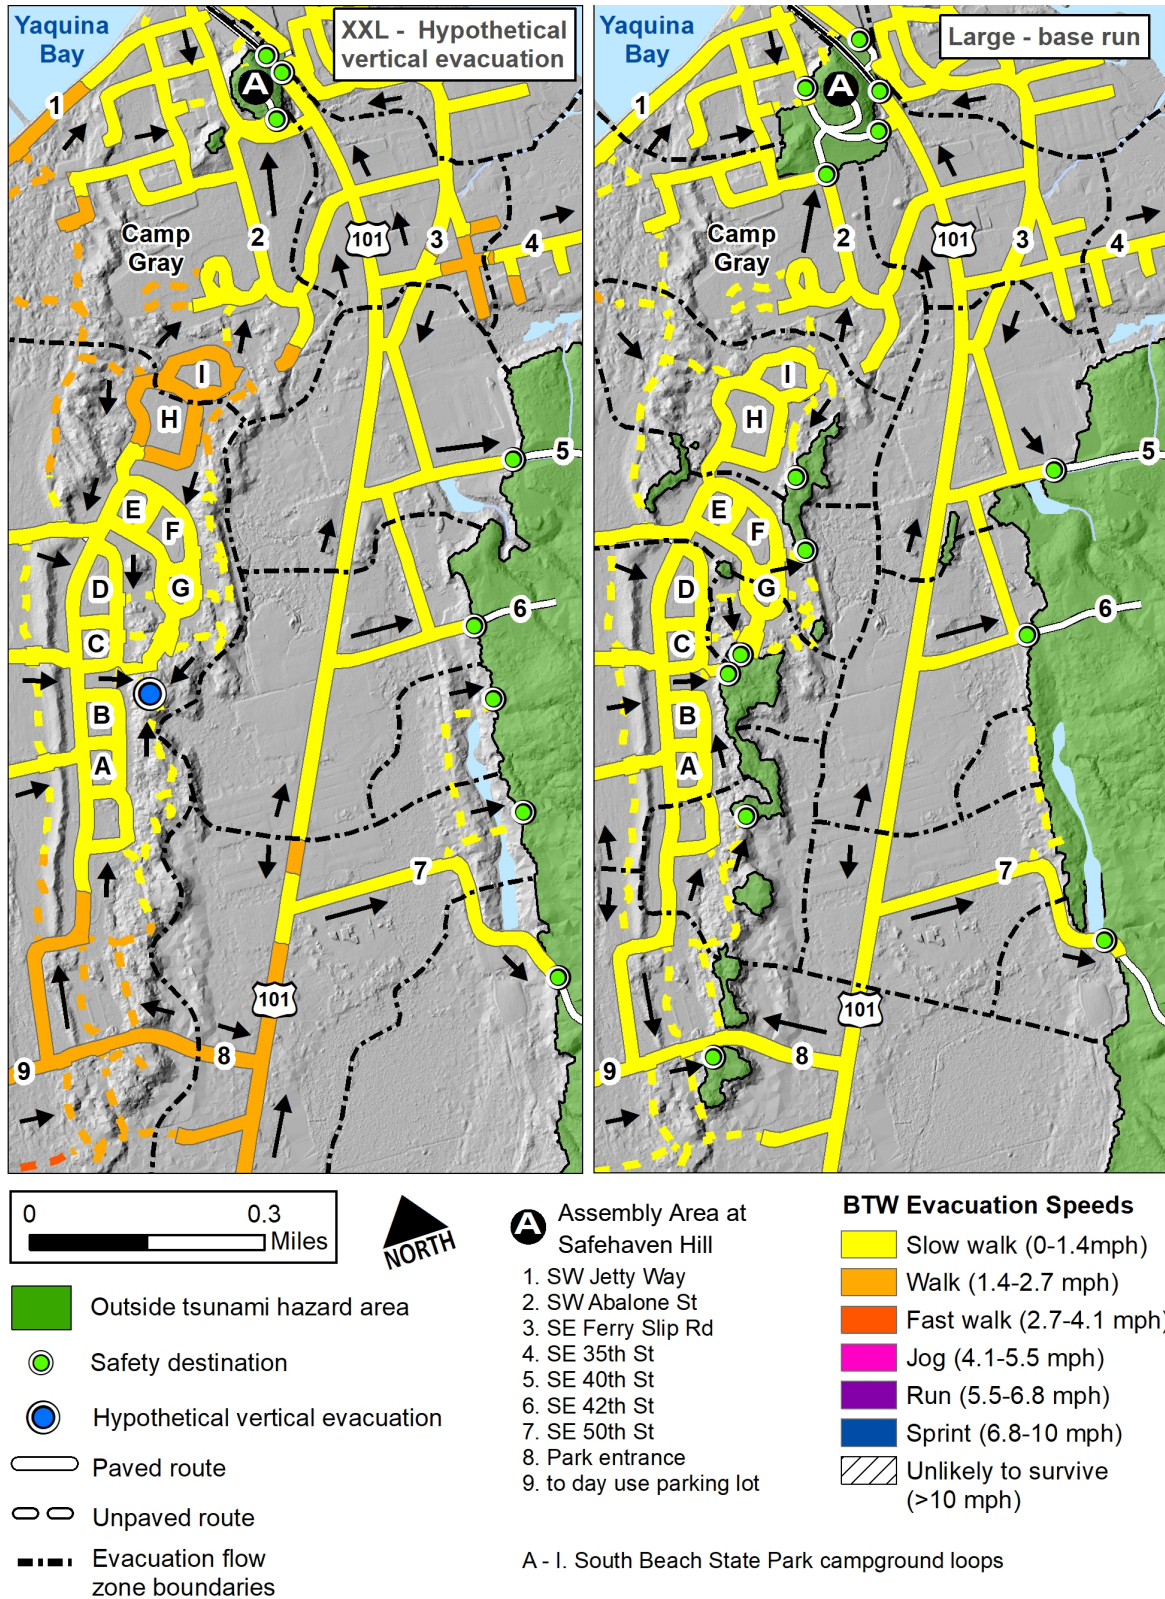 Yaquina
Bay
XXL - Hypothetical
vertical evacuation
A
1
Camp
Gray
2
101
3
4
I
H
5
E
F
D
G
6
C
B
A
7
101
8
9
Yaquina
Bay
Large - base run
A
1
Camp
Gray
2
101
3
4
I
H
5
E
F
D
G
6
C
B
A
7
101
8
9
0 0.3
Miles
NORTH
Outside tsunami hazard area
Safety destination
Hypothetical vertical evacuation
Paved route
Unpaved route
Evacuation flow
zone boundaries
A Assembly Area at
Safehaven Hill
1. SW Jetty Way
2. SW Abalone St
3. SE Ferry Slip Rd
4. SE 35th St
5. SE 40th St
6. SE 42th St
7. SE 50th St
8. Park entrance
9. to day use parking lot
A - I. South Beach State Park campground loops
BTW Evacuation Speeds
Slow walk (0-1.4mph)
Walk (1.4-2.7 mph)
Fast walk (2.7-4.1 mph)
Jog (4.1-5.5 mph)
Run (5.5-6.8 mph)
Sprint (6.8-10 mph)
Unlikely to survive
(>10 mph)